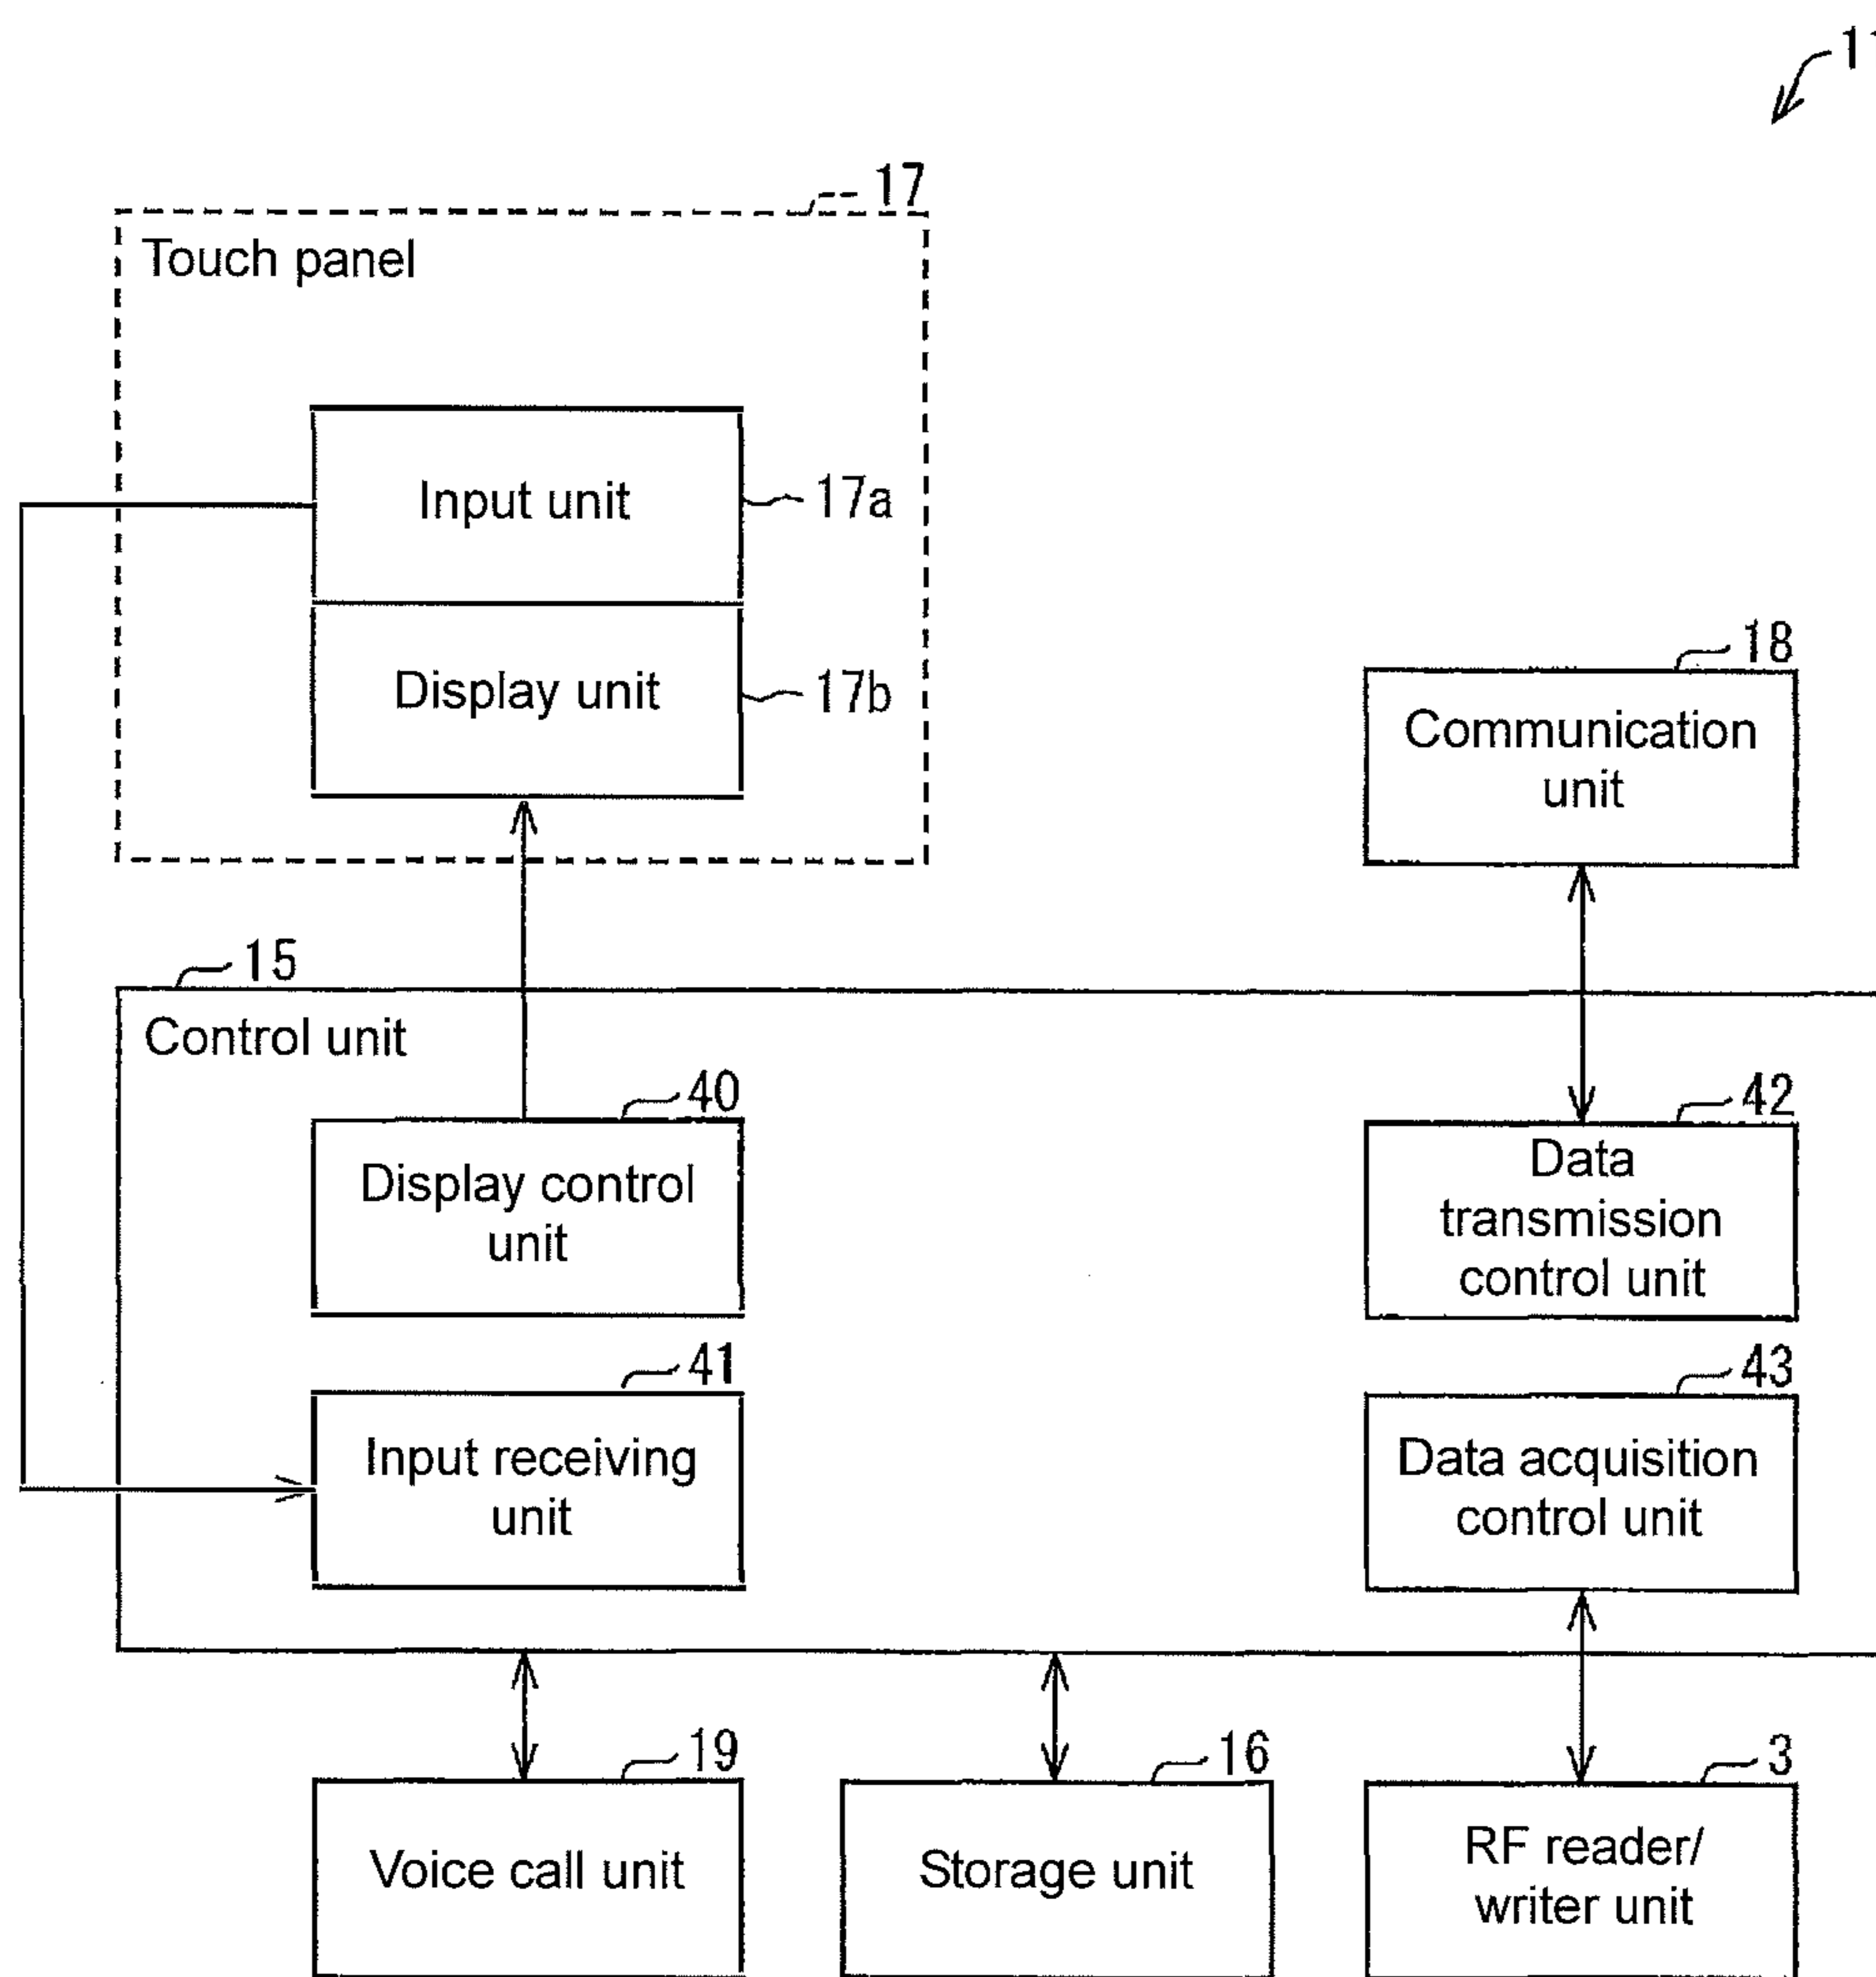 11
17
Touch panel
Input unit
17a
Display unit
17b
18
Communication
unit
15
Control unit
40
Display control
unit
42
Data
transmission
control unit
41
Input receiving
unit
43
Data acquisition
control unit
19
Voice call unit
16
Storage unit
3
RF reader/
writer unit